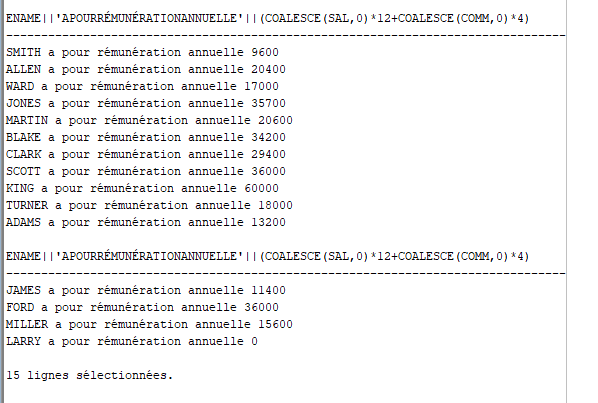 ENAME||'APOURRÉMUNÉRATIONANNUELLE'||(COALESCE(SAL,0)*12+COALESCE(COMM,0)*4)
--------------------------------------------------------------------------------
SMITH a pour rémunération annuelle 9600
ALLEN a pour rémunération annuelle 20400
WARD a pour rémunération annuelle 17000
JONES a pour rémunération annuelle 35700
MARTIN a pour rémunération annuelle 20600
BLAKE a pour rémunération annuelle 34200
CLARK a pour rémunération annuelle 29400
SCOTT a pour rémunération annuelle 36000
KING a pour rémunération annuelle 60000
TURNER a pour rémunération annuelle 18000
ADAMS a pour rémunération annuelle 13200
ENAME||'APOURRÉMUNÉRATIONANNUELLE'||(COALESCE(SAL,0)*12+COALESCE(COMM,0)*4)
--------------------------------------------------------------------------------
JAMES a pour rémunération annuelle 11400
FORD a pour rémunération annuelle 36000
MILLER a pour rémunération annuelle 15600
LARRY a pour rémunération annuelle 0
15 lignes sélectionnées.